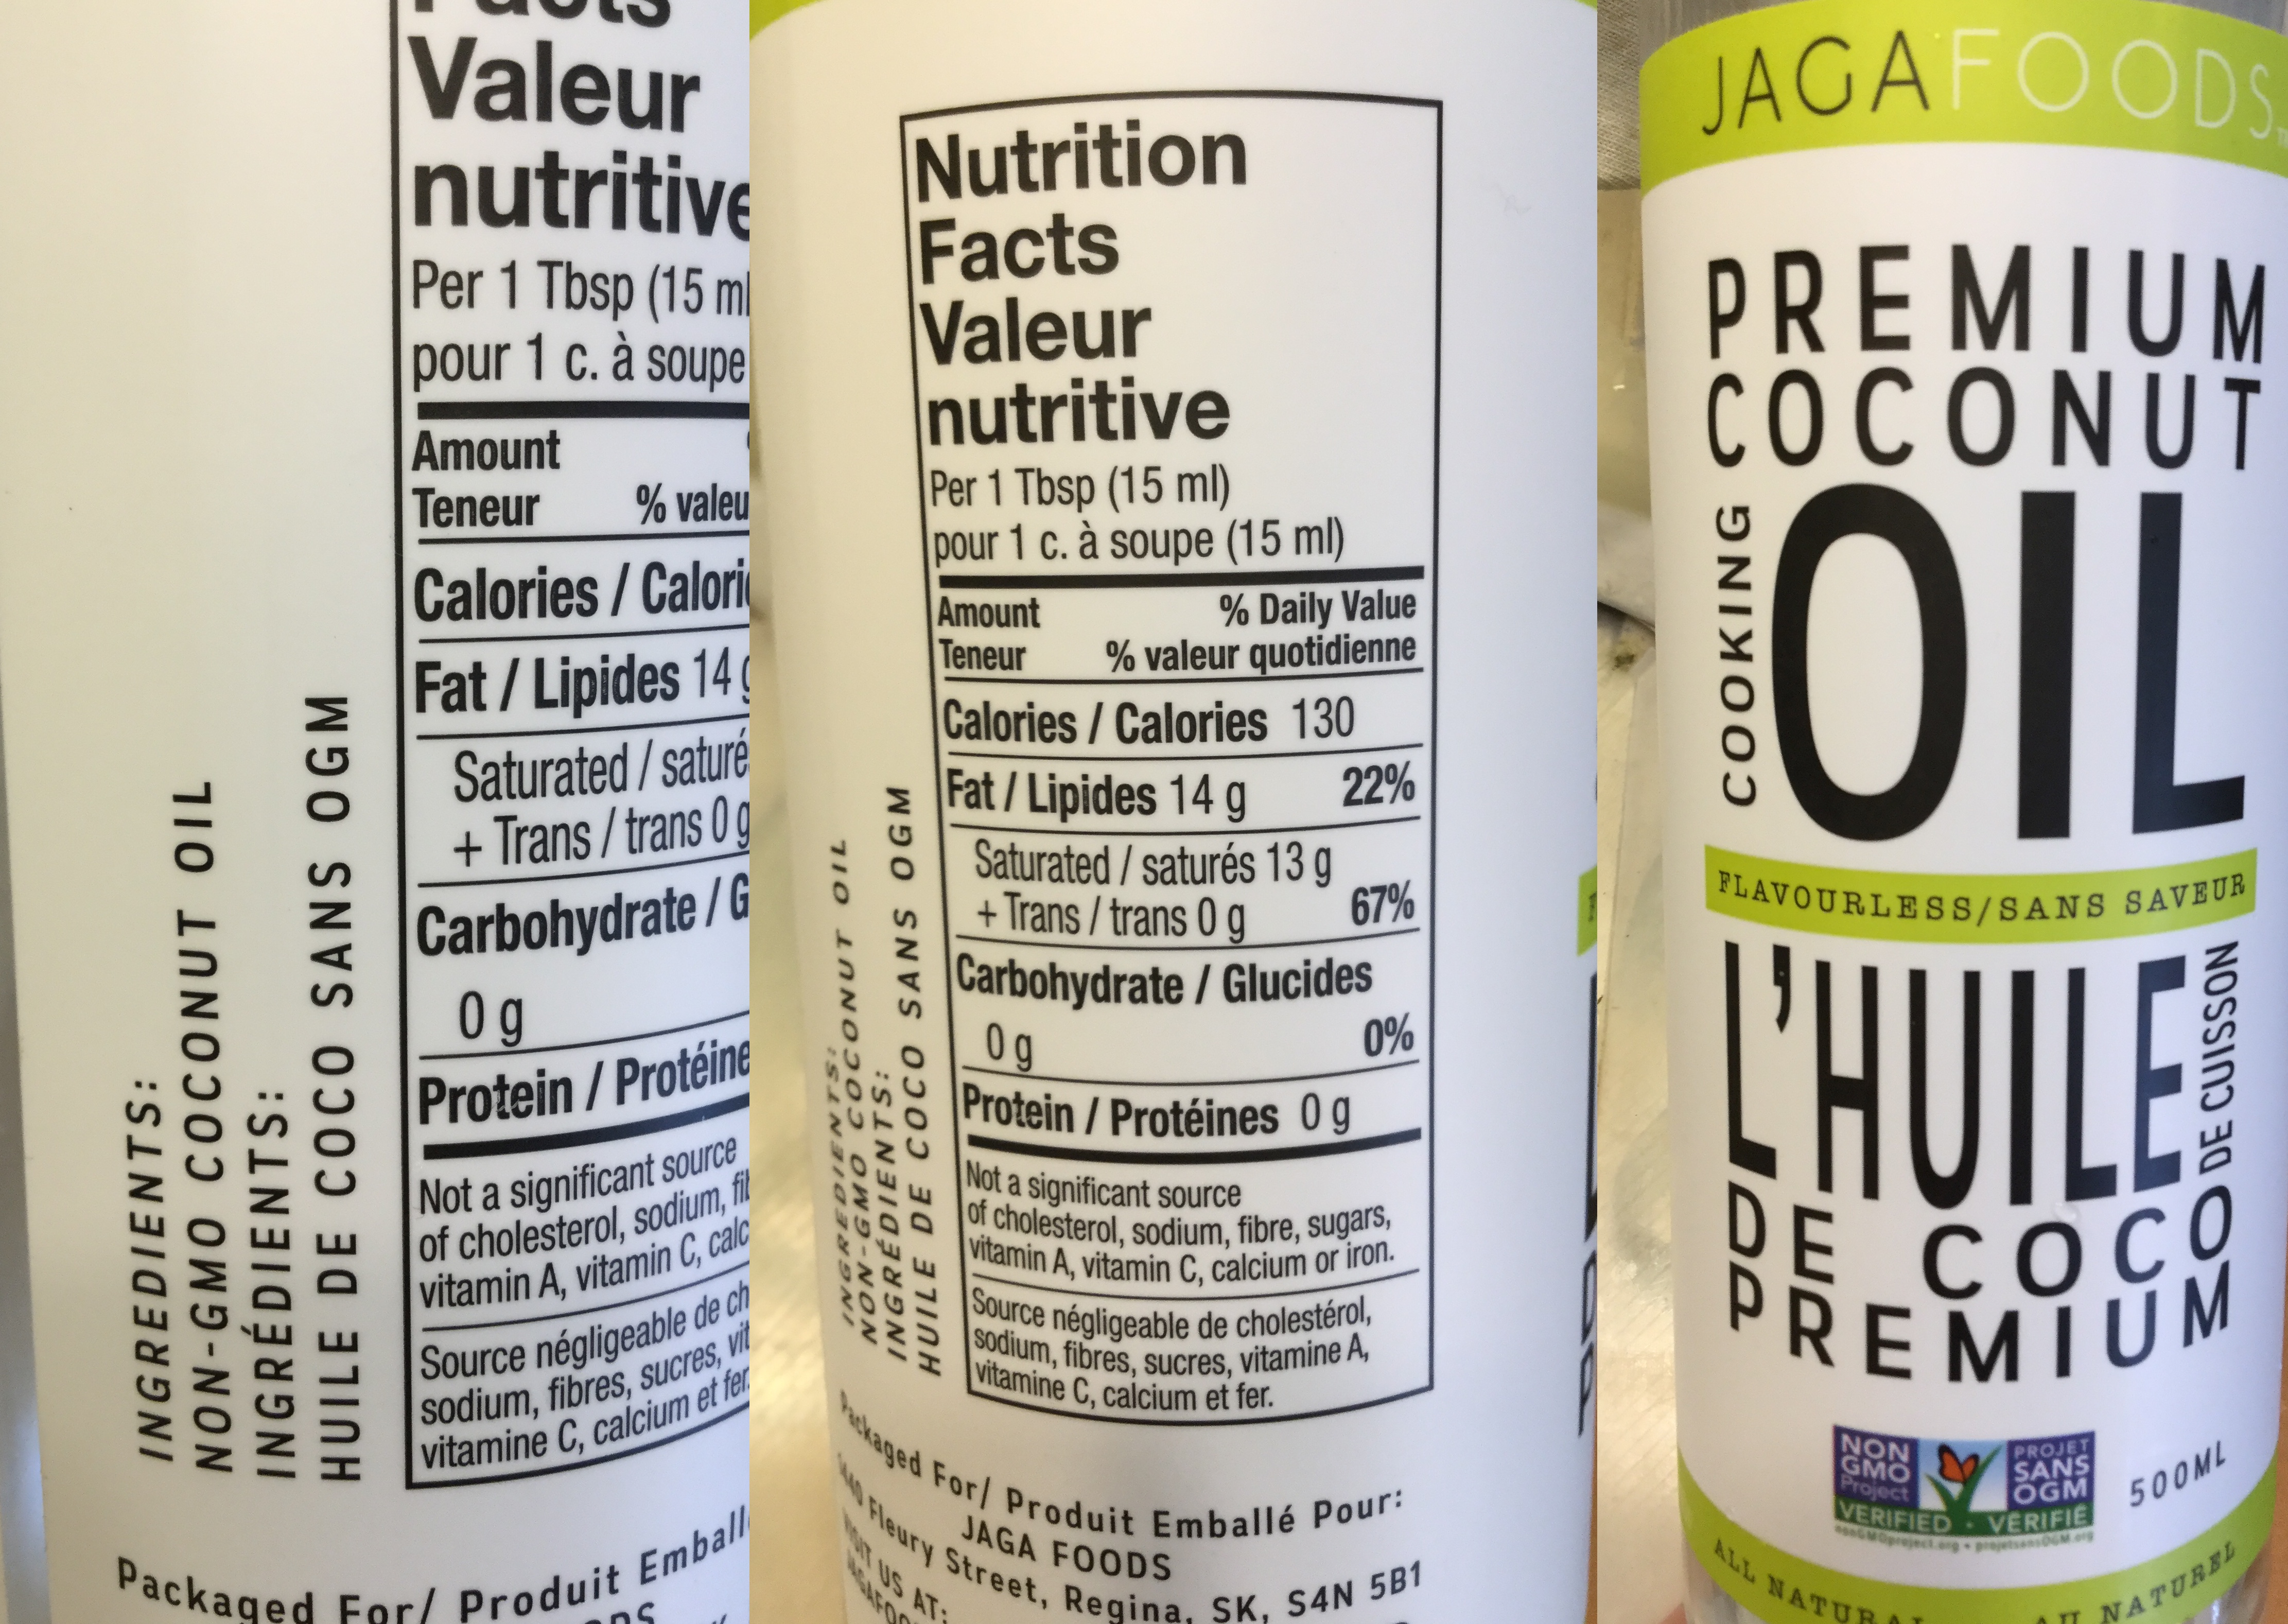 Facts
Valeur
nutritive
Per 1 Tbsp (15 ml
pour 1 c. à soupe
Amount
Teneur % valeu
Calories / Calorie
Fat / Lipides 14 g
Saturated / saturé
+ Trans / trans 0 g
Carbohydrate / G
0 g
Protein / Protéine
Not a significant source
of cholesterol, sodium, fib
vitamin A, vitamin C, calc
Source négligeable de ch
sodium, fibres, sucres, vit
vitamine C, calcium et fer.
INGREDIENTS:
NON-GMO COCONUT OIL
INGRÉDIENTS:
HUILE DE COCO SANS OGM
Packaged For/ Produit Emball
Nutrition
Facts
Valeur
nutritive
Per 1 Tbsp (15 ml)
pour 1 c. à soupe (15 ml)
Amount % Daily Value
Teneur % valeur quotidienne
Calories / Calories 130
Fat / Lipides 14 g 22%
Saturated / saturés 13 g
+ Trans / trans 0 g 67%
Carbohydrate / Glucides
0 g 0%
Protein / Protéines 0 g
Not a significant source
of cholesterol, sodium, fibre, sugars,
vitamin A, vitamin C, calcium or iron.
Source négligeable de cholestérol,
sodium, fibres, sucres, vitamine A,
vitamine C, calcium et fer.
INGREDIENTS:
NON-GMO COCONUT OIL
INGRÉDIENTS:
HUILE DE COCO SANS OGM
Packaged For/ Produit Emballé Pour:
JAGA FOODS
Fleury Street, Regina, SK, S4N 5B1
VISIT US AT:
JAGAFOODS
PREMIUM
COCONUT
COOKING
OIL
FLAVOURLESS/SANS SAVEUR
L'HUILE
DE CUISSON
DE COCO
PREMIUM
NON
GMO
Project
VERIFIED · VÉRIFIÉ
PROJET
SANS
OGM
nonGMOproject.org • projetsansOGM.org
500ML
ALL NATURAL AU NATUREL